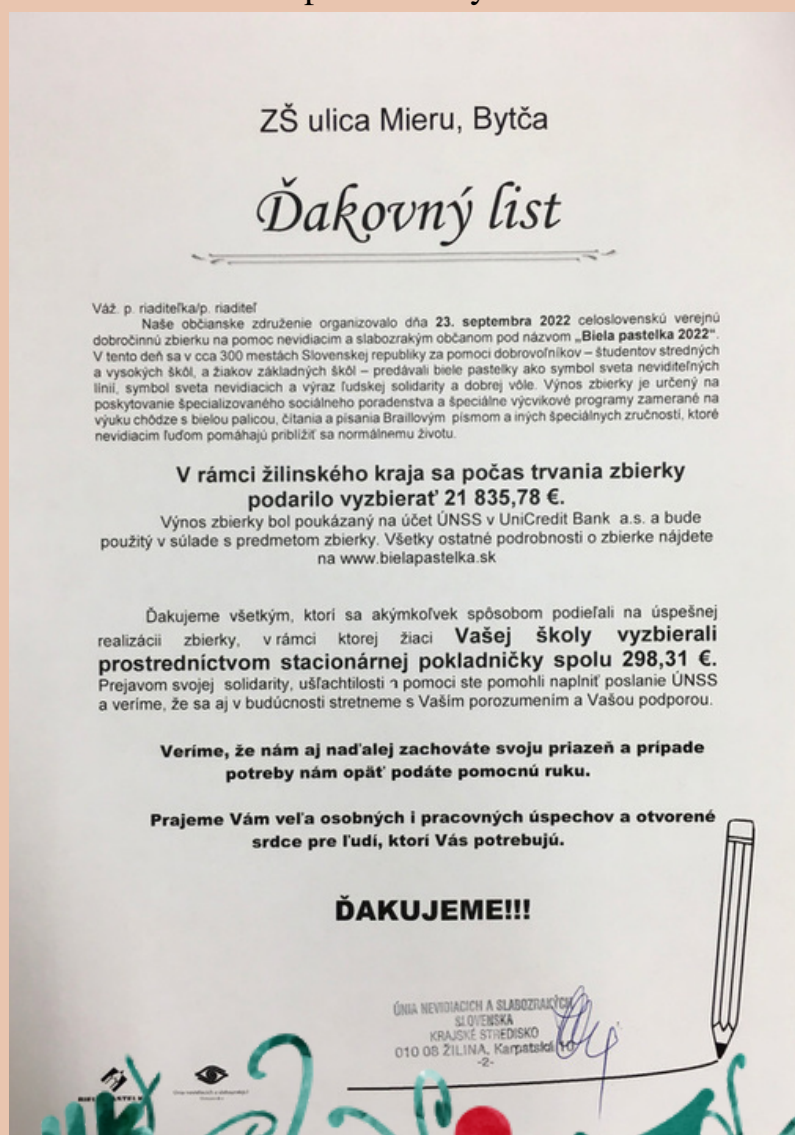 ZŠ ulica Mieru, Bytča
Ďakovný list
Váž. p. riaditeľka/p. riaditeľ
Naše občianske združenie organizovalo dňa 23. septembra 2022 celoslovenskú verejnú
dobročinnú zbierku na pomoc nevidiacim a slabozrakým občanom pod názvom „Biela pastelka 2022“.
V tento deň sa v cca 300 mestách Slovenskej republiky za pomoci dobrovoľníkov – študentov stredných
a vysokých škôl, a žiakov základných škôl – predávali biele pastelky ako symbol sveta neviditeľných
línií, symbol sveta nevidiacich a výraz ľudskej solidarity a dobrej vôle. Výnos zbierky je určený na
poskytovanie špecializovaného sociálneho poradenstva a špeciálne výcvikové programy zamerané na
výuku chôdze s bielou palicou, čítania a písania Braillovým písmom a iných špeciálnych zručností, ktoré
nevidiacim ľuďom pomáhajú priblížiť sa normálnemu životu.
V rámci žilinského kraja sa počas trvania zbierky
podarilo vyzbierať 21 835,78 €.
Výnos zbierky bol poukázaný na účet ÚNSS v UniCredit Bank a.s. a bude
použitý v súlade s predmetom zbierky. Všetky ostatné podrobnosti o zbierke nájdete
na www.bielapastelka.sk
Ďakujeme všetkým, ktorí sa akýmkoľvek spôsobom podieľali na úspešnej
realizácii zbierky, v rámci ktorej žiaci Vašej školy vyzbierali
prostredníctvom stacionárnej pokladničky spolu 298,31 €.
Prejavom svojej solidarity, ušľachtilosti a pomoci ste pomohli naplniť poslanie ÚNSS
a veríme, že sa aj v budúcnosti stretneme s Vaším porozumením a Vašou podporou.
Veríme, že nám aj naďalej zachováte svoju priazeň a prípade
potreby nám opäť podáte pomocnú ruku.
Prajeme Vám veľa osobných i pracovných úspechov a otvorené
srdce pre ľudí, ktorí Vás potrebujú.
ĎAKUJEME!!!
ÚNIA NEVIDIACICH A SLABOZRAKÝCH
SLOVENSKA
KRAJSKÉ STREDISKO
010 08 ŽILINA, Karpatská 10
-2-